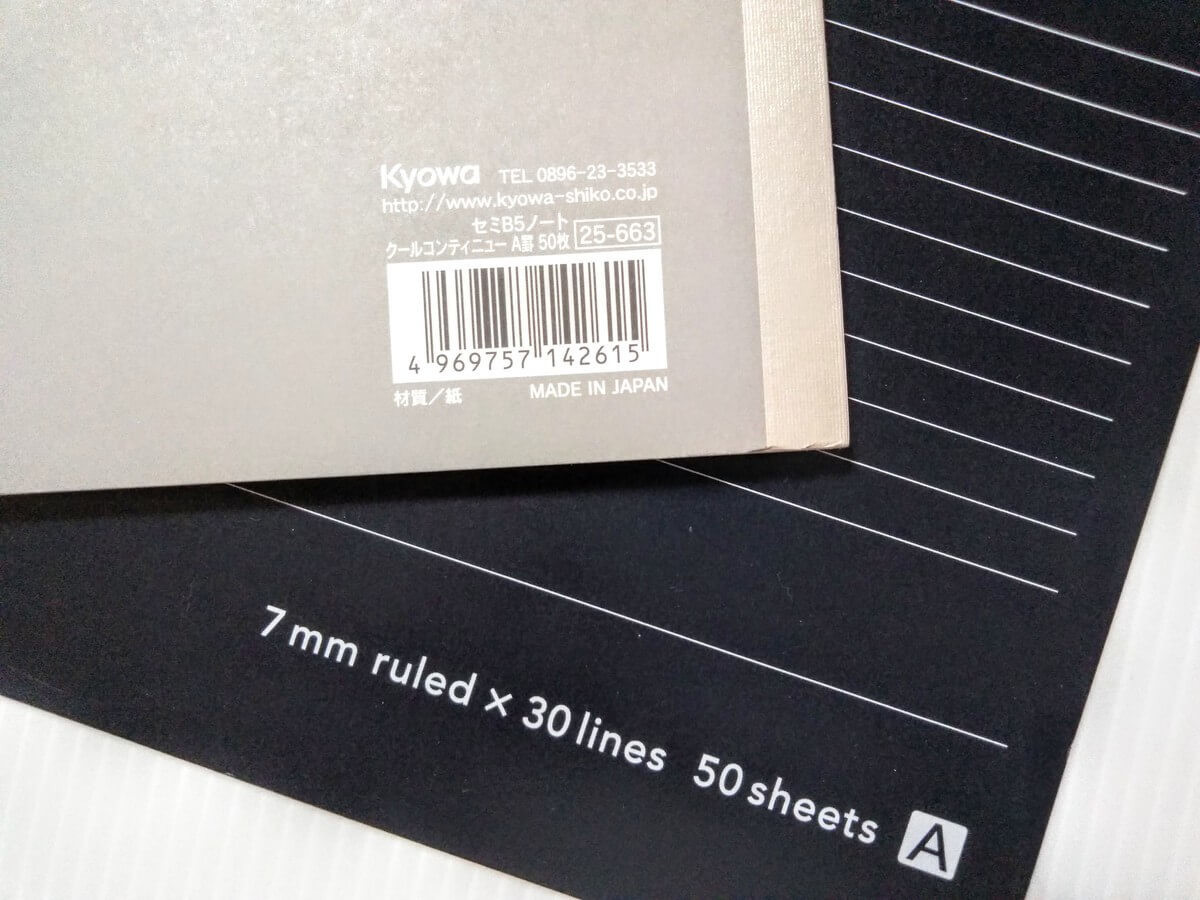 Kyowa TEL 0896-23-3533
http://www.kyowa-shiko.co.jp
セミB5ノート
クールコンティニュー A罫 50枚 25-663
4 969757 142615
材質／紙 MADE IN JAPAN
7 mm ruled × 30 lines 50 sheets A